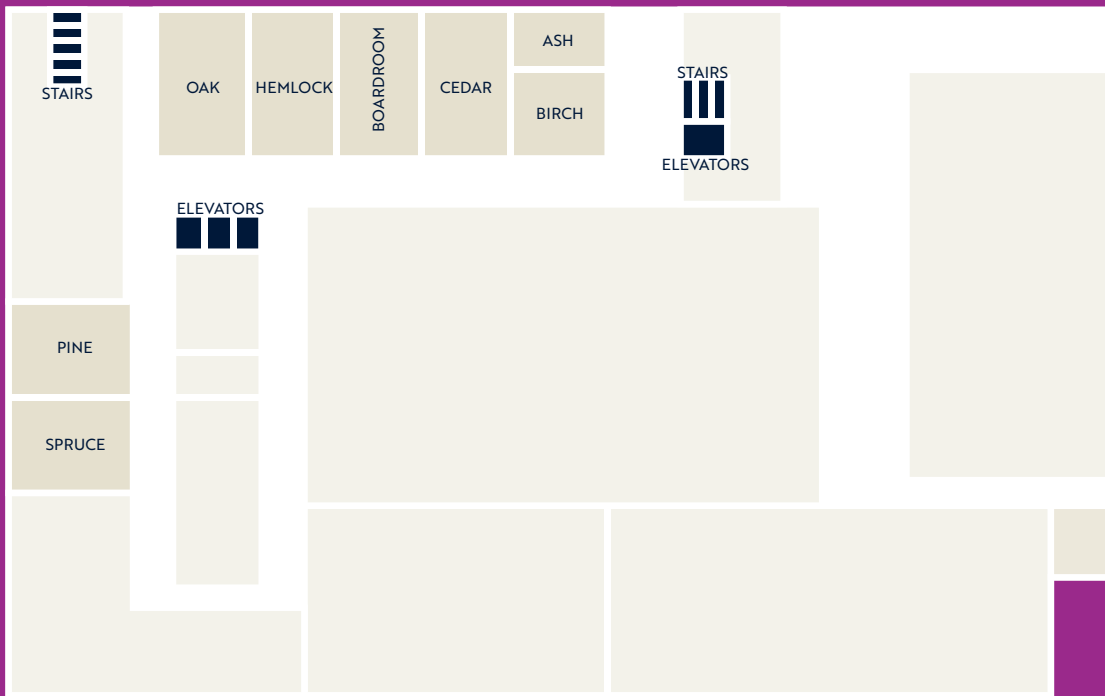 STAIRS
OAK
HEMLOCK
BOARDROOM
CEDAR
ASH
BIRCH
STAIRS
ELEVATORS
ELEVATORS
PINE
SPRUCE